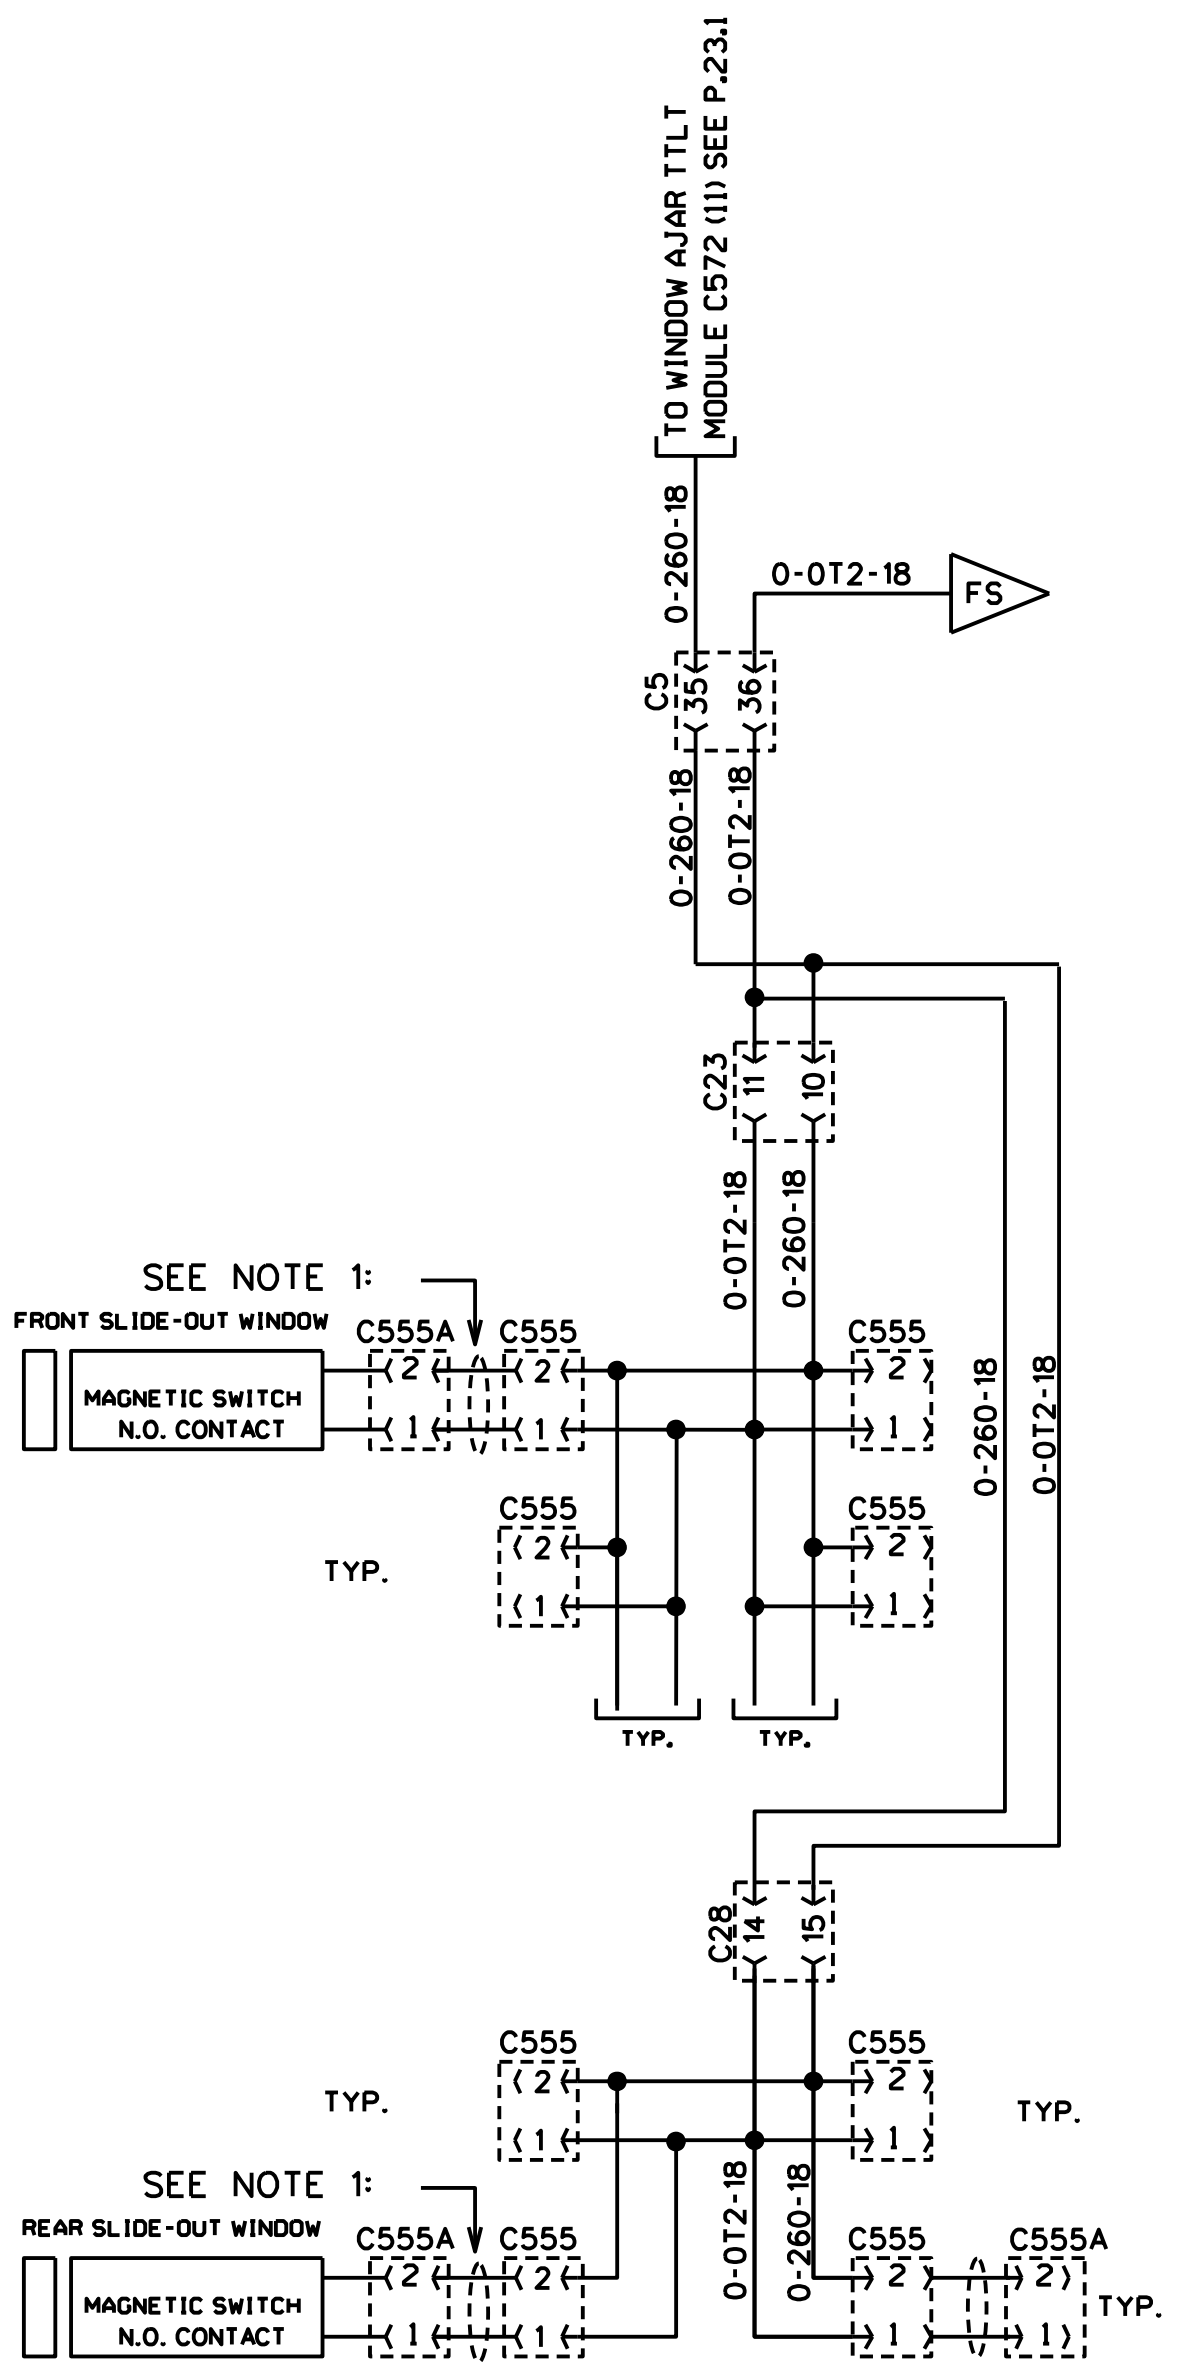 TO WINDOW AJAR TTLT
MODULE C572 (11) SEE P.23.1
0-260-18
0-0T2-18
FS
C5
35
36
0-260-18
0-0T2-18
C23
11
10
0-0T2-18
0-260-18
SEE NOTE 1:
FRONT SLIDE-OUT WINDOW
C555A
C555
C555
2
2
2
MAGNETIC SWITCH
N.O. CONTACT
1
1
1
0-260-18
0-0T2-18
C555
C555
2
2
TYP.
1
1
TYP.
TYP.
C28
14
15
C555
C555
2
2
TYP.
TYP.
1
1
0-0T2-18
0-260-18
SEE NOTE 1:
REAR SLIDE-OUT WINDOW
C555A
C555
C555
C555A
2
2
2
2
MAGNETIC SWITCH
TYP.
N.O. CONTACT
1
1
1
1